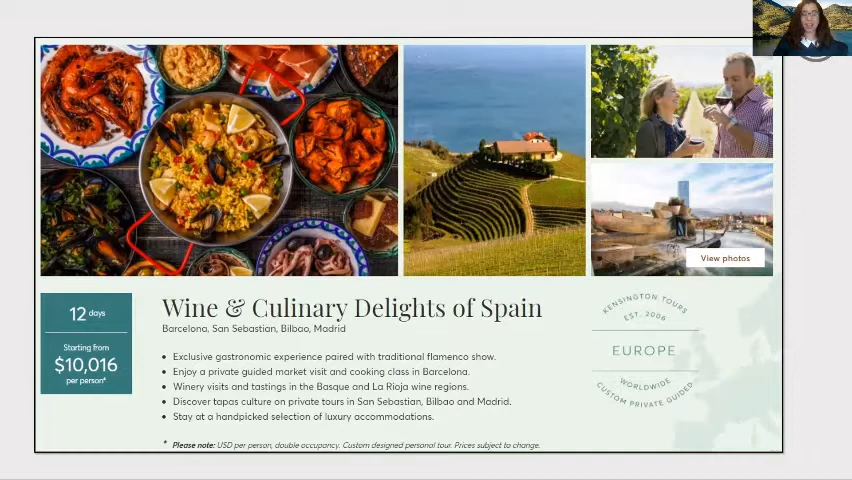 View photos
12 days
Starting from
$10,016
per person*
Wine & Culinary Delights of Spain
Barcelona, San Sebastian, Bilbao, Madrid
• Exclusive gastronomic experience paired with traditional flamenco show.
• Enjoy a private guided market visit and cooking class in Barcelona.
• Winery visits and tastings in the Basque and La Rioja wine regions.
• Discover tapas culture on private tours in San Sebastian, Bilbao and Madrid.
• Stay at a handpicked selection of luxury accommodations.
* Please note: USD per person, double occupancy. Custom designed personal tour. Prices subject to change.
KENSINGTON TOURS
EST. 2006
EUROPE
WORLDWIDE
CUSTOM PRIVATE GUIDED